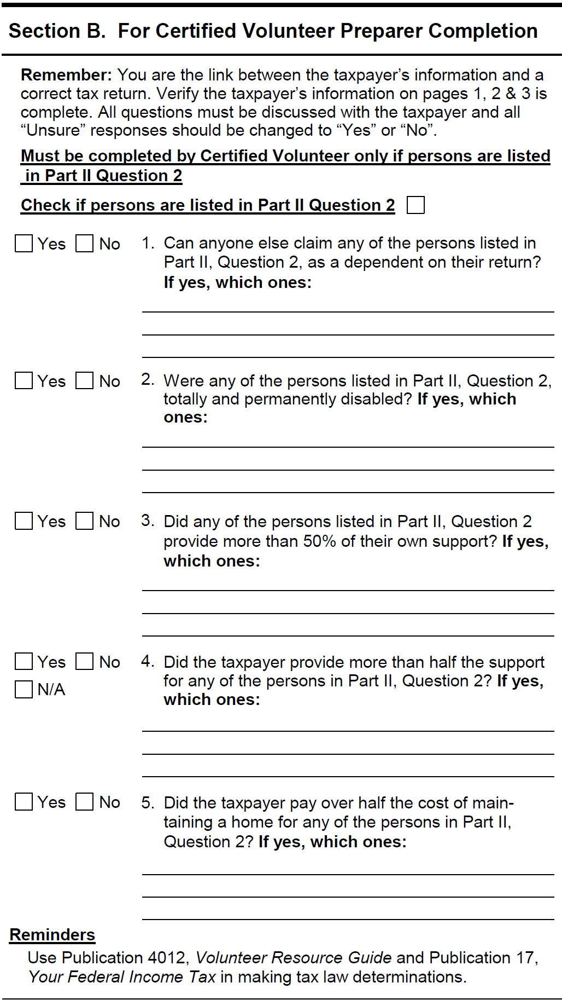 Section B. For Certified Volunteer Preparer Completion
Remember: You are the link between the taxpayer’s information and a
correct tax return. Verify the taxpayer’s information on pages 1, 2 & 3 is
complete. All questions must be discussed with the taxpayer and all
“Unsure” responses should be changed to “Yes” or “No”.
Must be completed by Certified Volunteer only if persons are listed
in Part II Question 2
Check if persons are listed in Part II Question 2
Yes No 1. Can anyone else claim any of the persons listed in
Part II, Question 2, as a dependent on their return?
If yes, which ones:
Yes No 2. Were any of the persons listed in Part II, Question 2,
totally and permanently disabled? If yes, which
ones:
Yes No 3. Did any of the persons listed in Part II, Question 2
provide more than 50% of their own support? If yes,
which ones:
Yes No 4. Did the taxpayer provide more than half the support
N/A for any of the persons in Part II, Question 2? If yes,
which ones:
Yes No 5. Did the taxpayer pay over half the cost of main-
taining a home for any of the persons in Part II,
Question 2? If yes, which ones:
Reminders
Use Publication 4012, Volunteer Resource Guide and Publication 17,
Your Federal Income Tax in making tax law determinations.